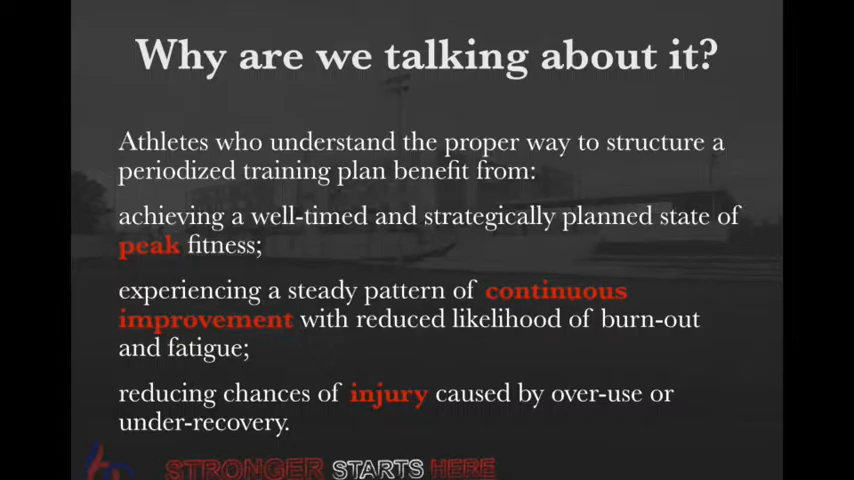 Why are we talking about it?
Athletes who understand the proper way to structure a
periodized training plan benefit from:
achieving a well-timed and strategically planned state of
peak fitness;
experiencing a steady pattern of continuous
improvement with reduced likelihood of burn-out
and fatigue;
reducing chances of injury caused by over-use or
under-recovery.
STRONGER STARTS HERE